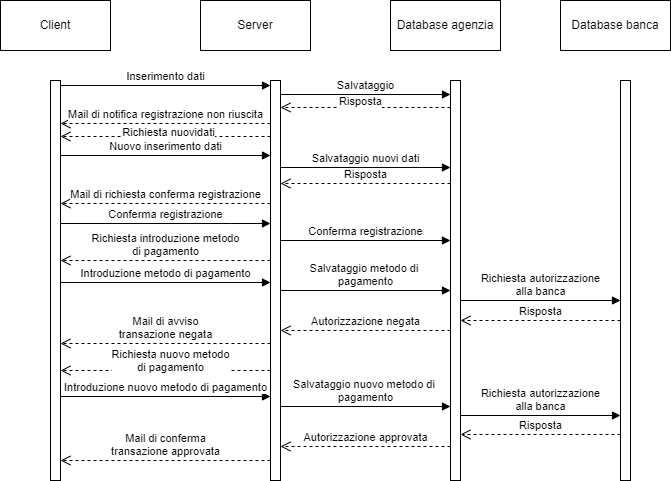 Client
Server
Database agenzia
Database banca
Inserimento dati
Salvataggio
Risposta
Mail di notifica registrazione non riuscita
Richiesta nuovidati
Nuovo inserimento dati
Salvataggio nuovi dati
Risposta
Mail di richiesta conferma registrazione
Conferma registrazione
Conferma registrazione
Richiesta introduzione metodo
di pagamento
Introduzione metodo di pagamento
Salvataggio metodo di
pagamento
Richiesta autorizzazione
alla banca
Risposta
Autorizzazione negata
Mail di avviso
transazione negata
Richiesta nuovo metodo
di pagamento
Introduzione nuovo metodo di pagamento
Salvataggio nuovo metodo di
pagamento
Richiesta autorizzazione
alla banca
Risposta
Autorizzazione approvata
Mail di conferma
transazione approvata